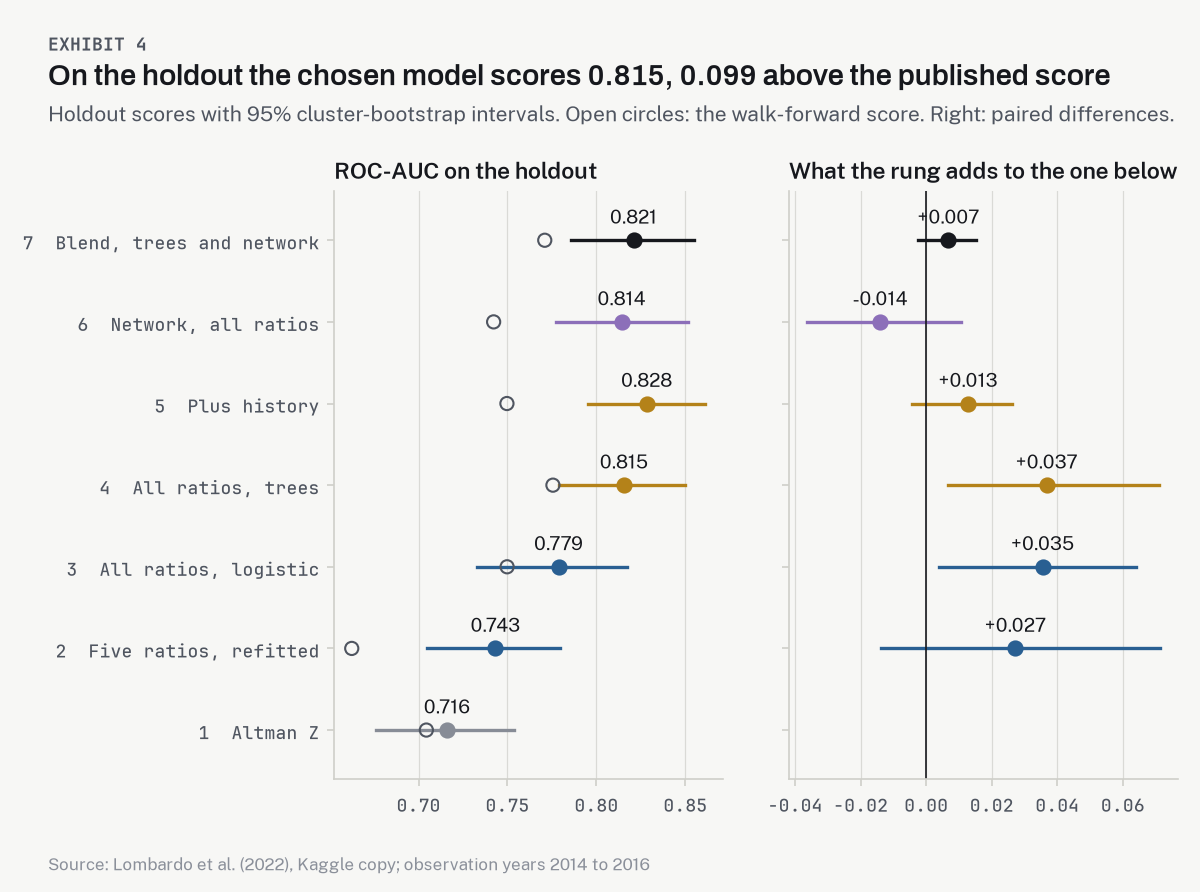 EXHIBIT 4
On the holdout the chosen model scores 0.815, 0.099 above the published score
Holdout scores with 95% cluster-bootstrap intervals. Open circles: the walk-forward score. Right: paired differences.
ROC-AUC on the holdout
What the rung adds to the one below
7 Blend, trees and network
0.821
+0.007
6 Network, all ratios
0.814
-0.014
5 Plus history
0.828
+0.013
4 All ratios, trees
0.815
+0.037
3 All ratios, logistic
0.779
+0.035
2 Five ratios, refitted
0.743
+0.027
1 Altman Z
0.716
0.70 0.75 0.80 0.85
-0.04 -0.02 0.00 0.02 0.04 0.06
Source: Lombardo et al. (2022), Kaggle copy; observation years 2014 to 2016